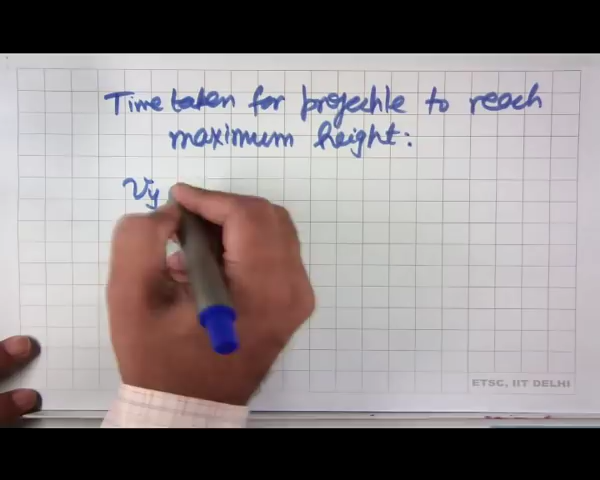 Time taken for projectile to reach
maximum height:
Vy
ETSC, IIT DELHI